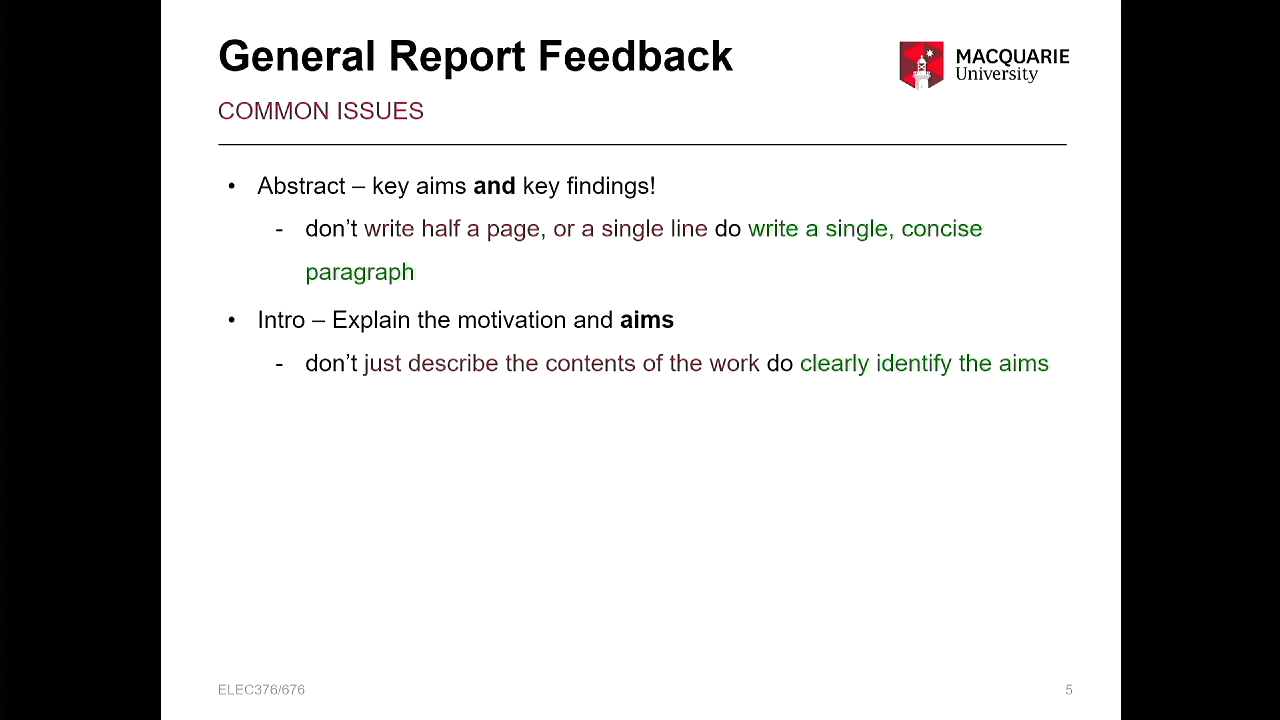 General Report Feedback
MACQUARIE
University
COMMON ISSUES
• Abstract – key aims and key findings!
- don’t write half a page, or a single line do write a single, concise
paragraph
• Intro – Explain the motivation and aims
- don’t just describe the contents of the work do clearly identify the aims
ELEC376/676
5